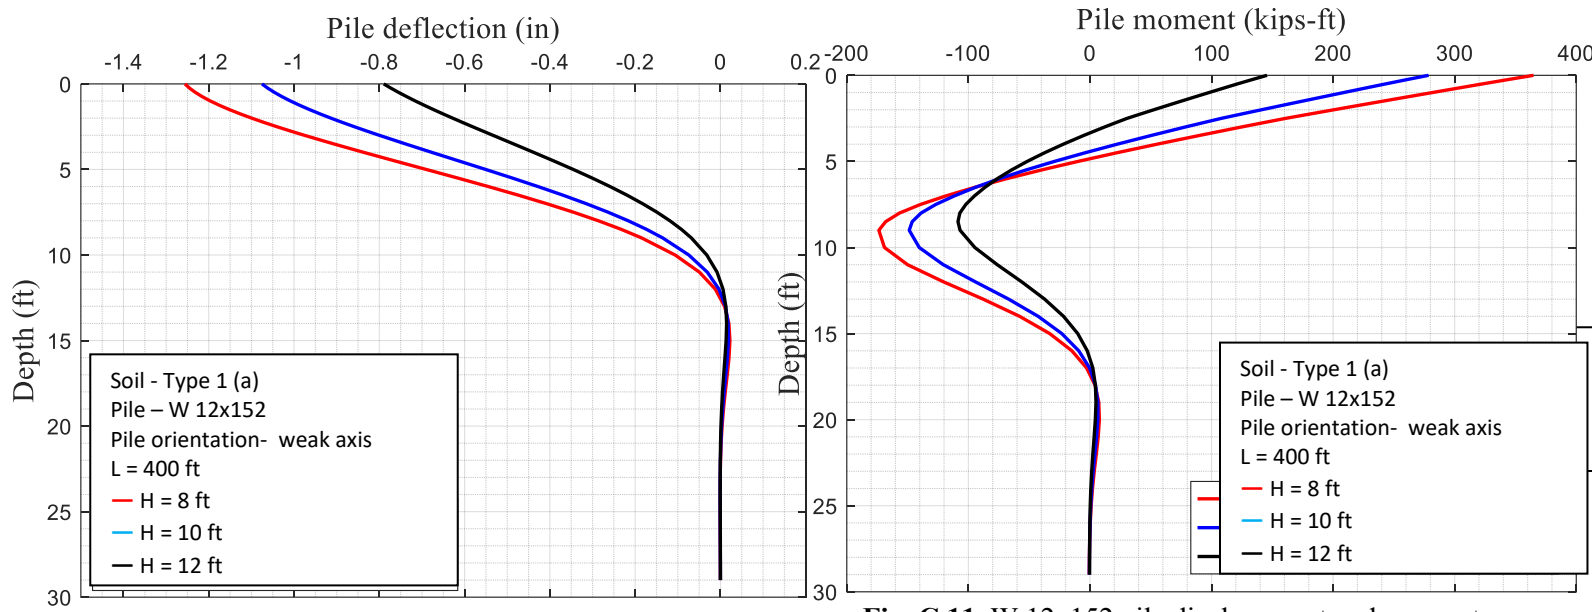 Pile deflection (in)
-1.4 -1.2 -1 -0.8 -0.6 -0.4 -0.2 0 0.2
0
5
10
15
20
25
30
Depth (ft)
Soil - Type 1 (a)
Pile – W 12x152
Pile orientation- weak axis
L = 400 ft
H = 8 ft
H = 10 ft
H = 12 ft
Pile moment (kips-ft)
-200 -100 0 100 200 300 400
0
5
10
15
20
25
30
Depth (ft)
Soil - Type 1 (a)
Pile – W 12x152
Pile orientation- weak axis
L = 400 ft
H = 8 ft
H = 10 ft
H = 12 ft